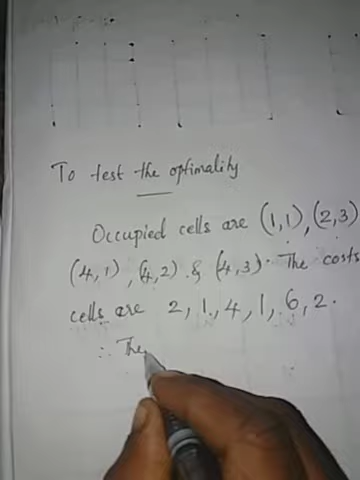 To test the optimality
Occupied cells are (1,1), (2,3)
(4,1), (4,2) & (4,3). The costs
cells are 2, 1, 4, 1, 6, 2.
∴ The